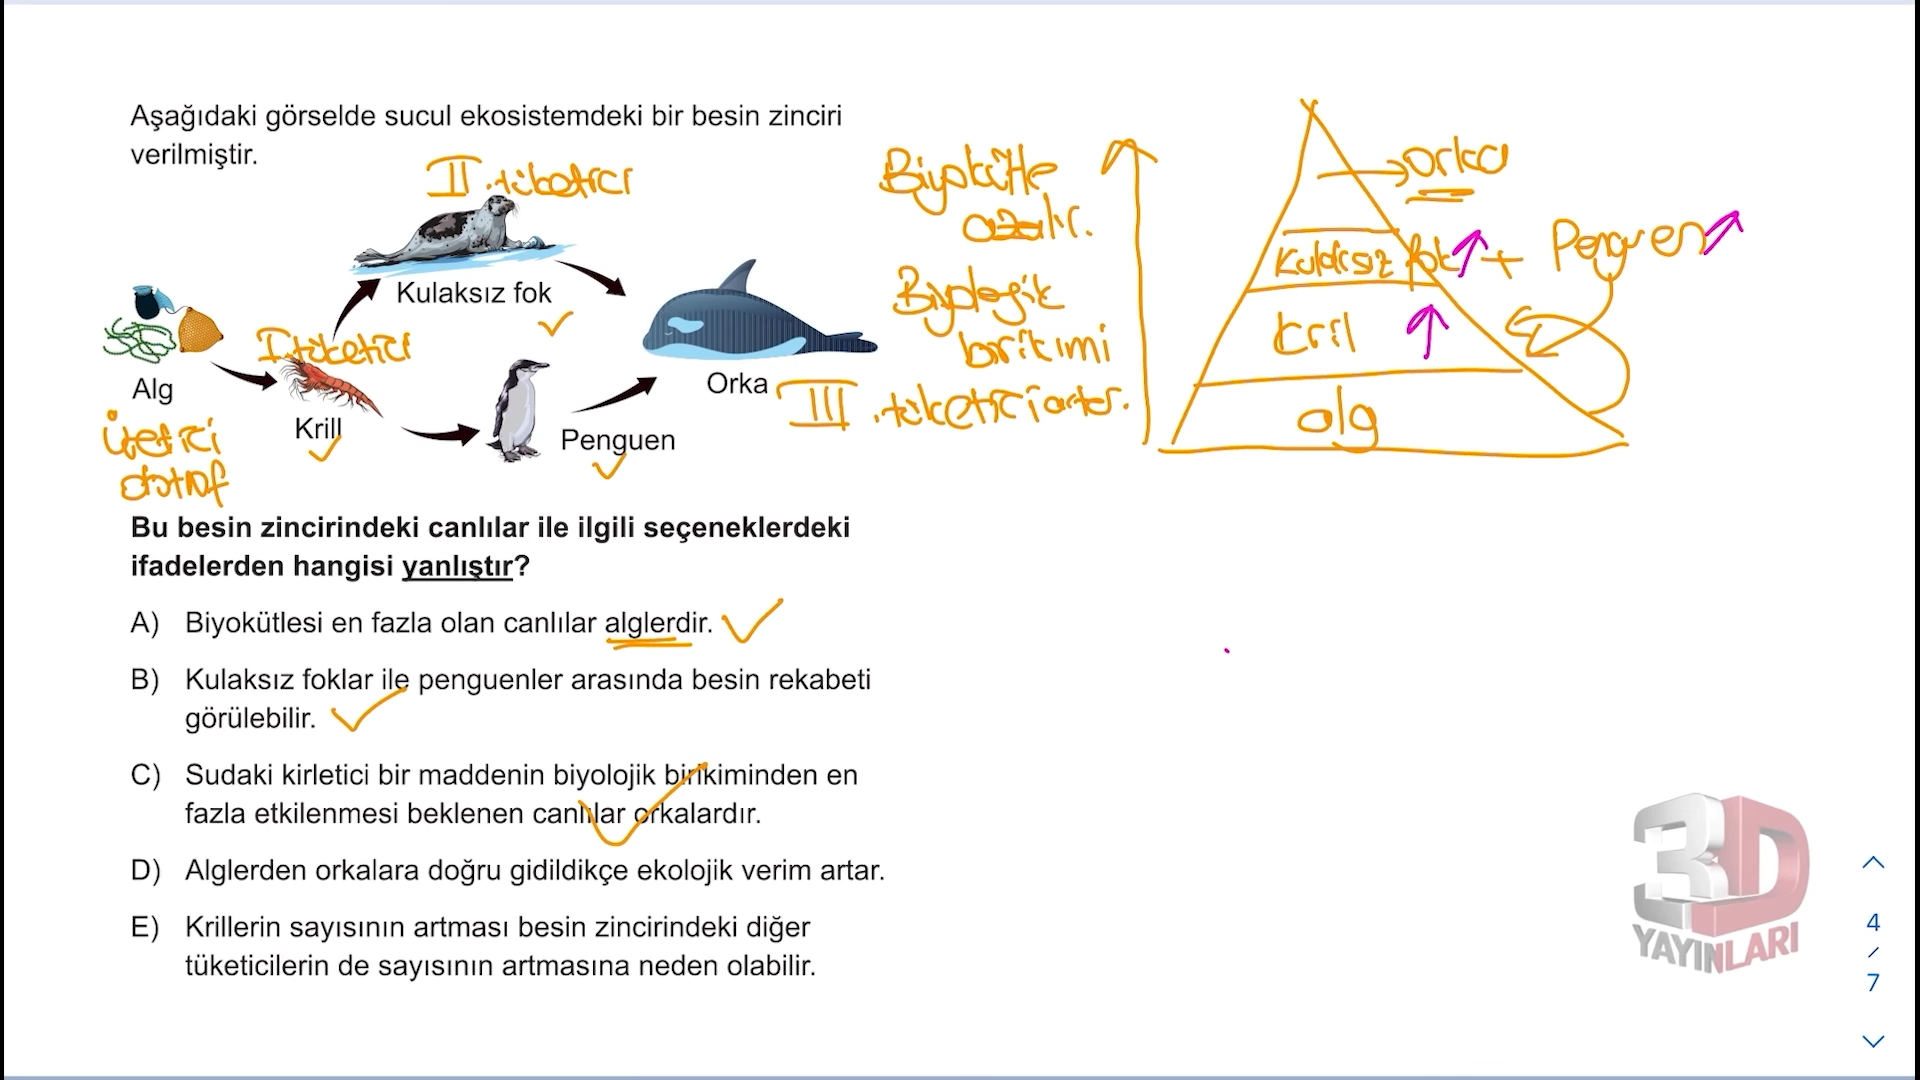 Aşağıdaki görselde sucul ekosistemdeki bir besin zinciri
verilmiştir.
II. tüketici
Kulaksız fok
Alg
I tüketici
Krill
Penguen
Orka
III. tüketici
üretici
Biyokütle
azalır.
Biyolojik
birikimi
artar.
orka
Kulaksız fok + Penguen
kril
alg
Bu besin zincirindeki canlılar ile ilgili seçeneklerdeki
ifadelerden hangisi yanlıştır?
A) Biyokütlesi en fazla olan canlılar alglerdir.
B) Kulaksız foklar ile penguenler arasında besin rekabeti
görülebilir.
C) Sudaki kirletici bir maddenin biyolojik birikiminden en
fazla etkilenmesi beklenen canlılar orkalardır.
D) Alglerden orkalara doğru gidildikçe ekolojik verim artar.
E) Krillerin sayısının artması besin zincirindeki diğer
tüketicilerin de sayısının artmasına neden olabilir.
3D
YAYINLARI
4
/
7